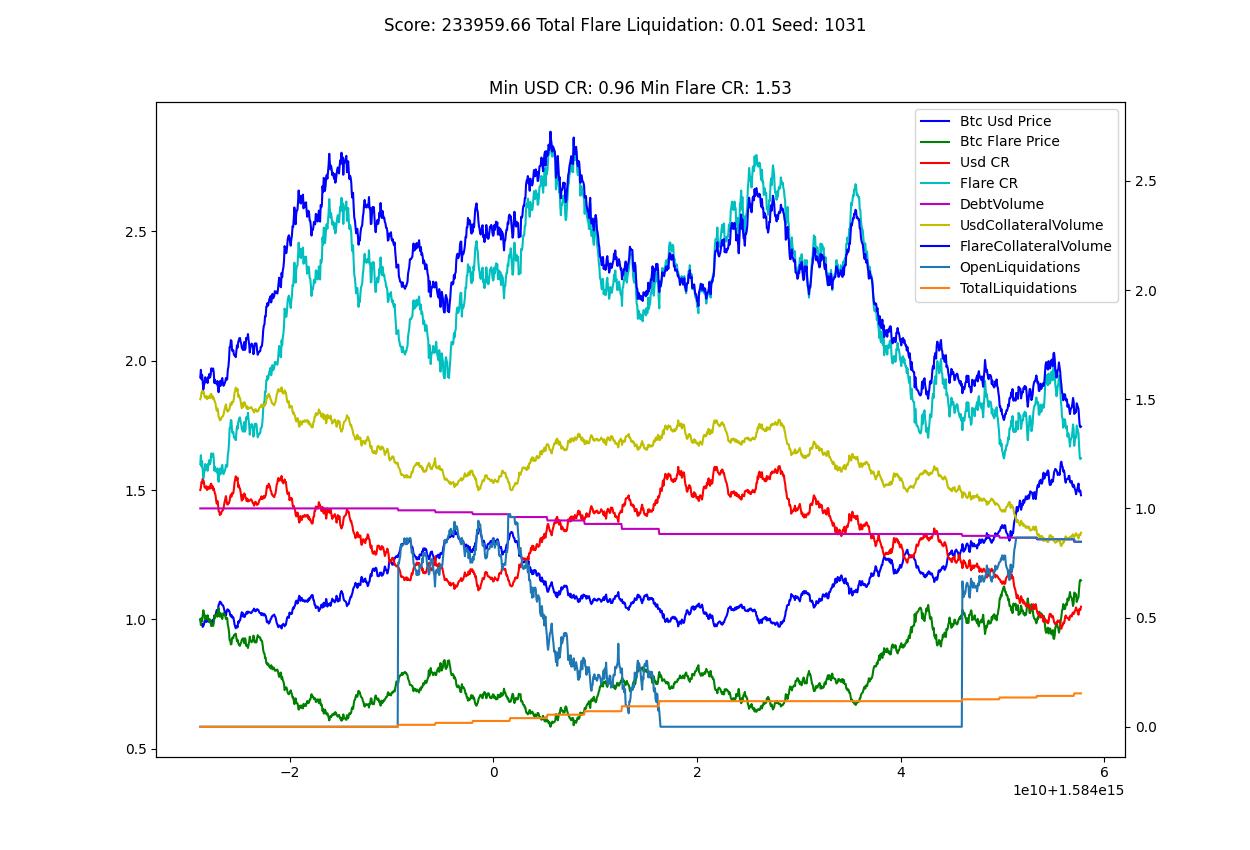 Score: 233959.66 Total Flare Liquidation: 0.01 Seed: 1031
Min USD CR: 0.96 Min Flare CR: 1.53
Btc Usd Price
Btc Flare Price
Usd CR
Flare CR
DebtVolume
UsdCollateralVolume
FlareCollateralVolume
OpenLiquidations
TotalLiquidations
2.5
2.0
1.5
1.0
0.5
2.5
2.0
1.5
1.0
0.5
0.0
−2
0
2
4
6
1e10+1.584e15